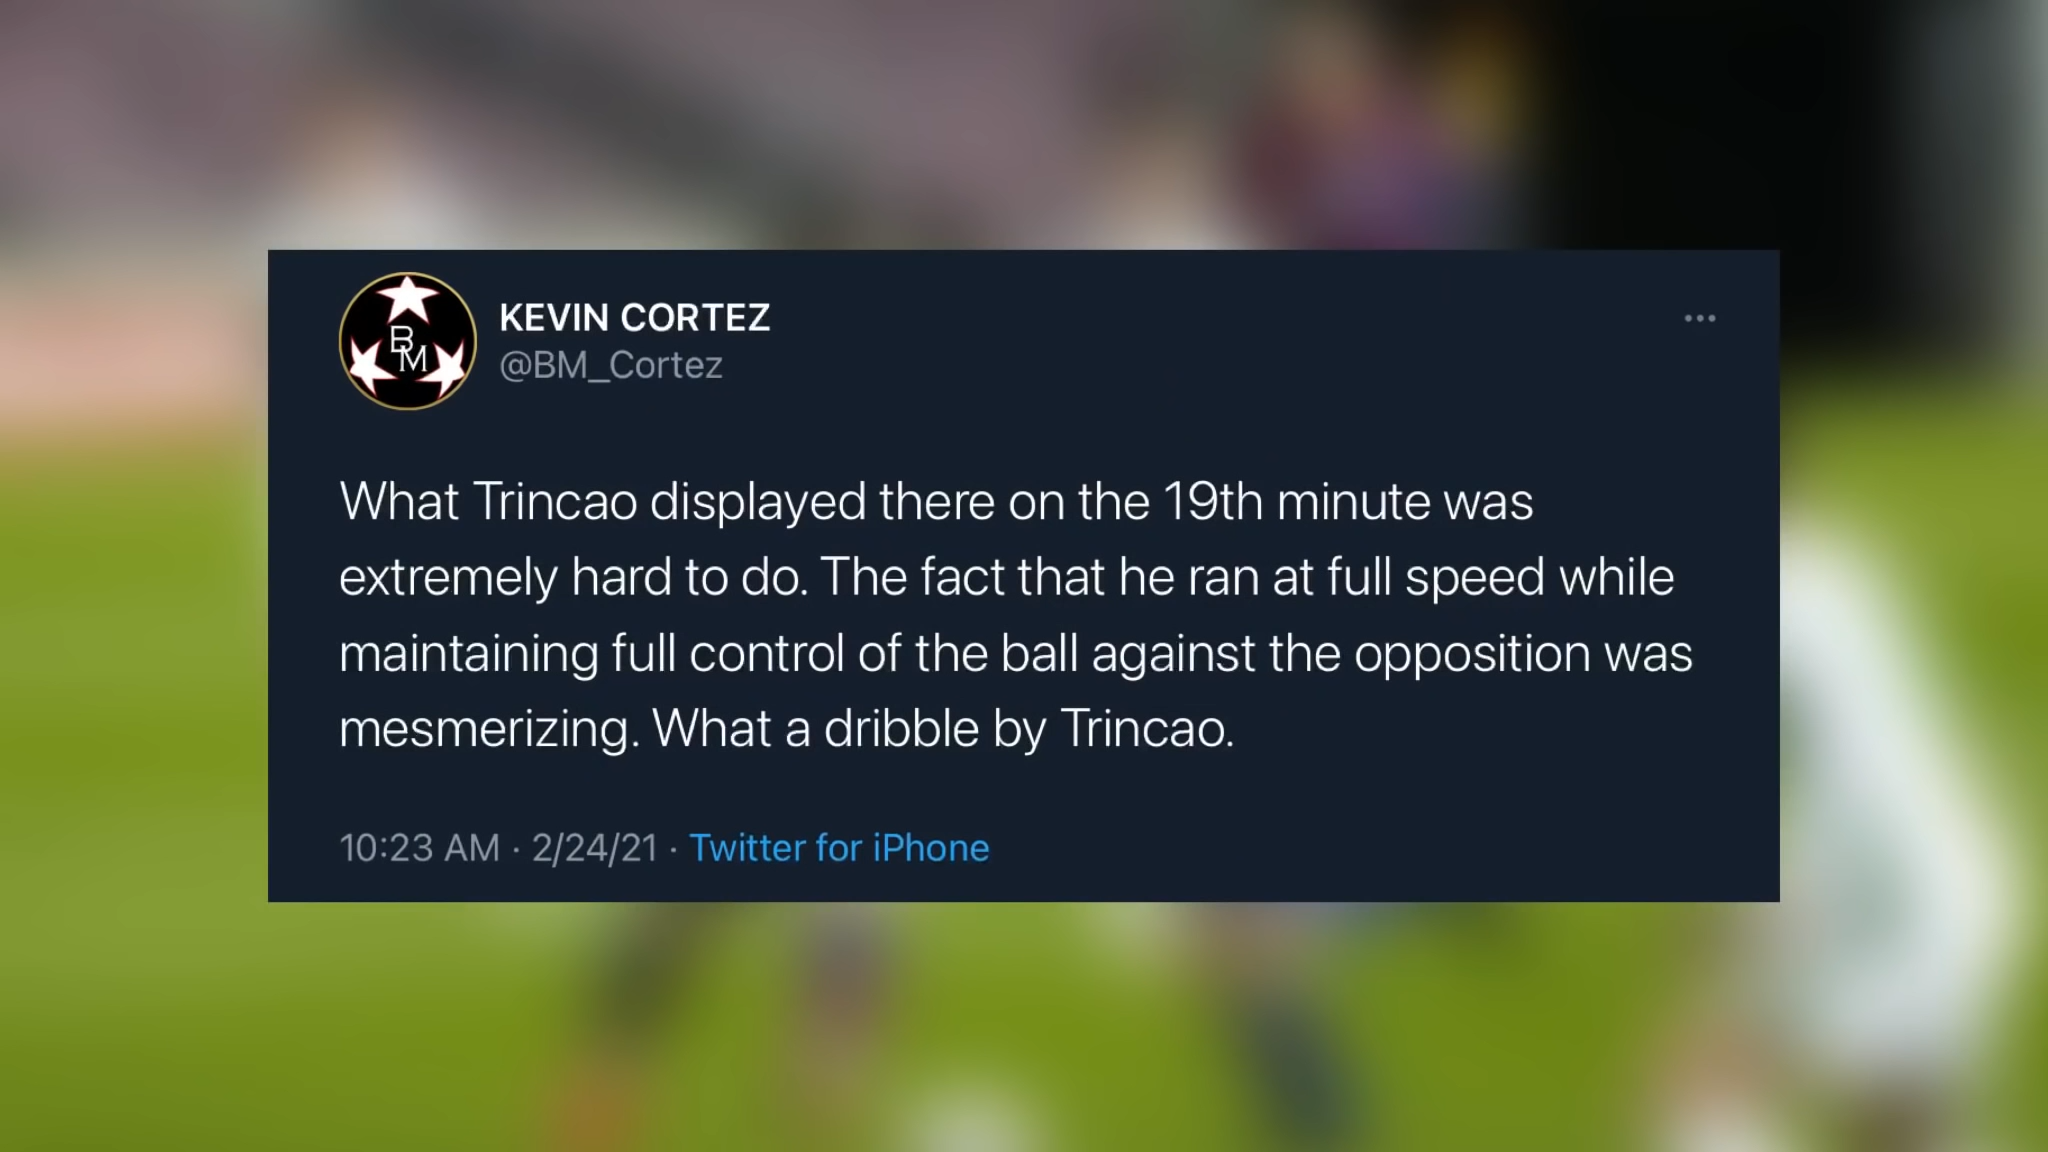 BM
KEVIN CORTEZ
@BM_Cortez
What Trincao displayed there on the 19th minute was
extremely hard to do. The fact that he ran at full speed while
maintaining full control of the ball against the opposition was
mesmerizing. What a dribble by Trincao.
10:23 AM · 2/24/21 · Twitter for iPhone